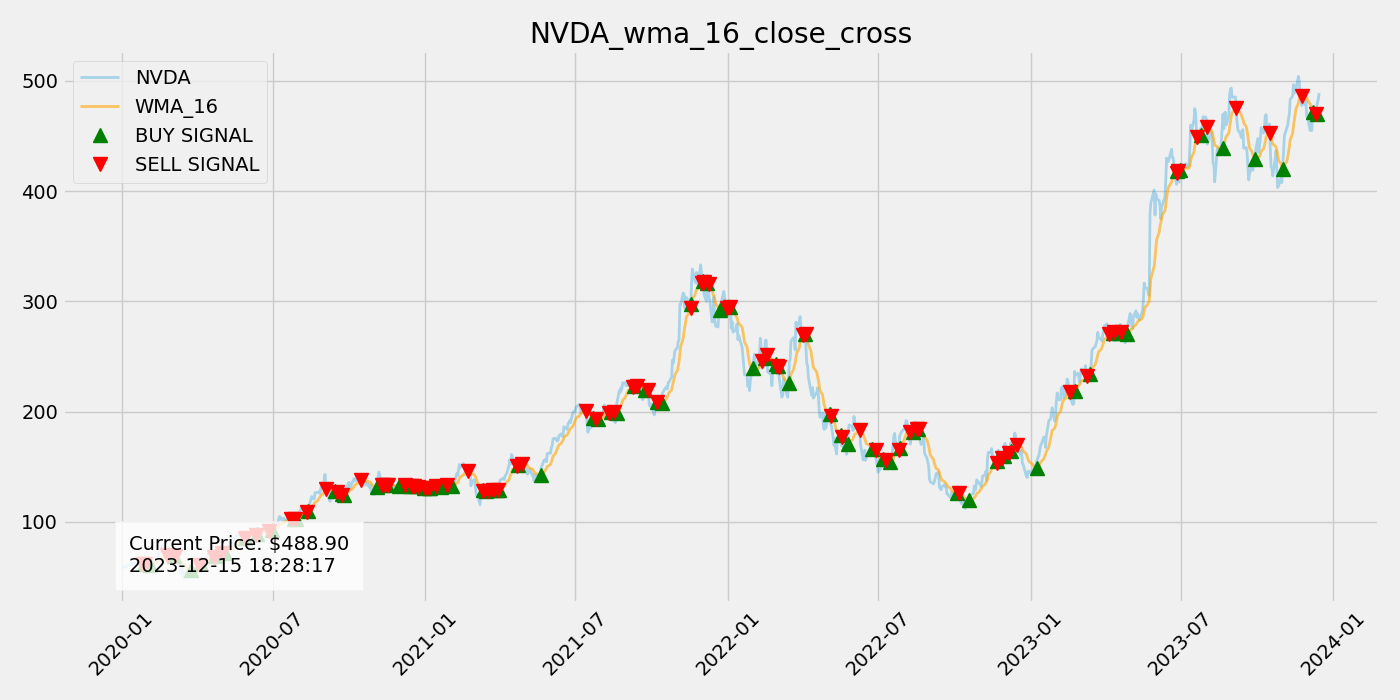 NVDA_wma_16_close_cross
NVDA
WMA_16
BUY SIGNAL
SELL SIGNAL
500
400
300
200
100
Current Price: $488.90
2023-12-15 18:28:17
2020-01
2020-07
2021-01
2021-07
2022-01
2022-07
2023-01
2023-07
2024-01